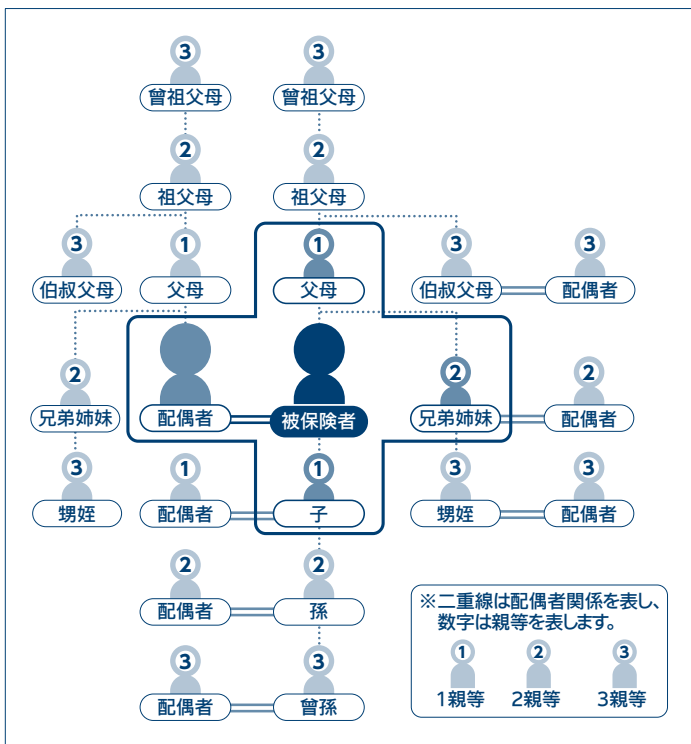 3 3
曾祖父母 曾祖父母
2 2
祖父母 祖父母
3 1 1 3 3
伯叔父母 父母 父母 伯叔父母 配偶者
2 2 2
兄弟姉妹 配偶者 被保険者 兄弟姉妹 配偶者
3 1 1 3 3
甥姪 配偶者 子 甥姪 配偶者
2 2
配偶者 孫
3 3
配偶者 曾孫
※二重線は配偶者関係を表し、
数字は親等を表します。
1 2 3
1親等 2親等 3親等